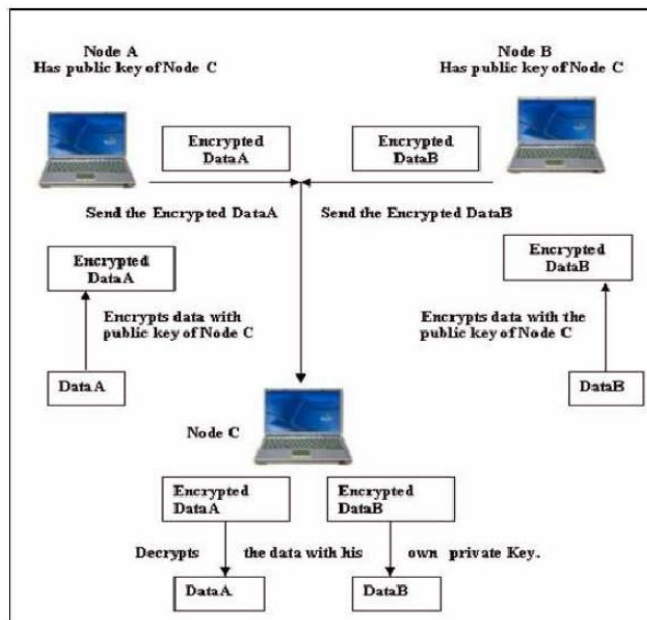 Node A
Has public key of Node C
Node B
Has public key of Node C
Encrypted
DataA
Encrypted
DataB
Send the Encrypted DataA
Send the Encrypted DataB
Encrypted
DataA
Encrypted
DataB
Encrypts data with
public key of Node C
Encrypts data with the
public key of Node C
DataA
DataB
Node C
Encrypted
DataA
Encrypted
DataB
Decrypts the data with his own private Key.
DataA
DataB